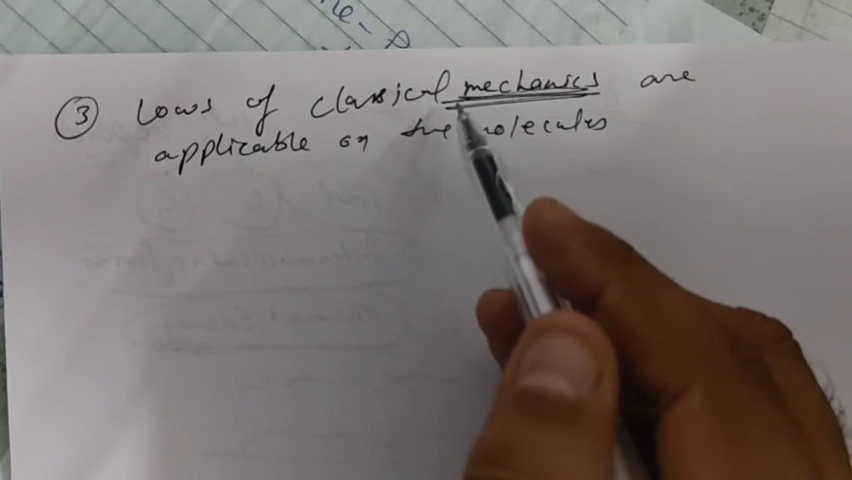 ③ Laws of classical mechanics are
applicable on the molecules